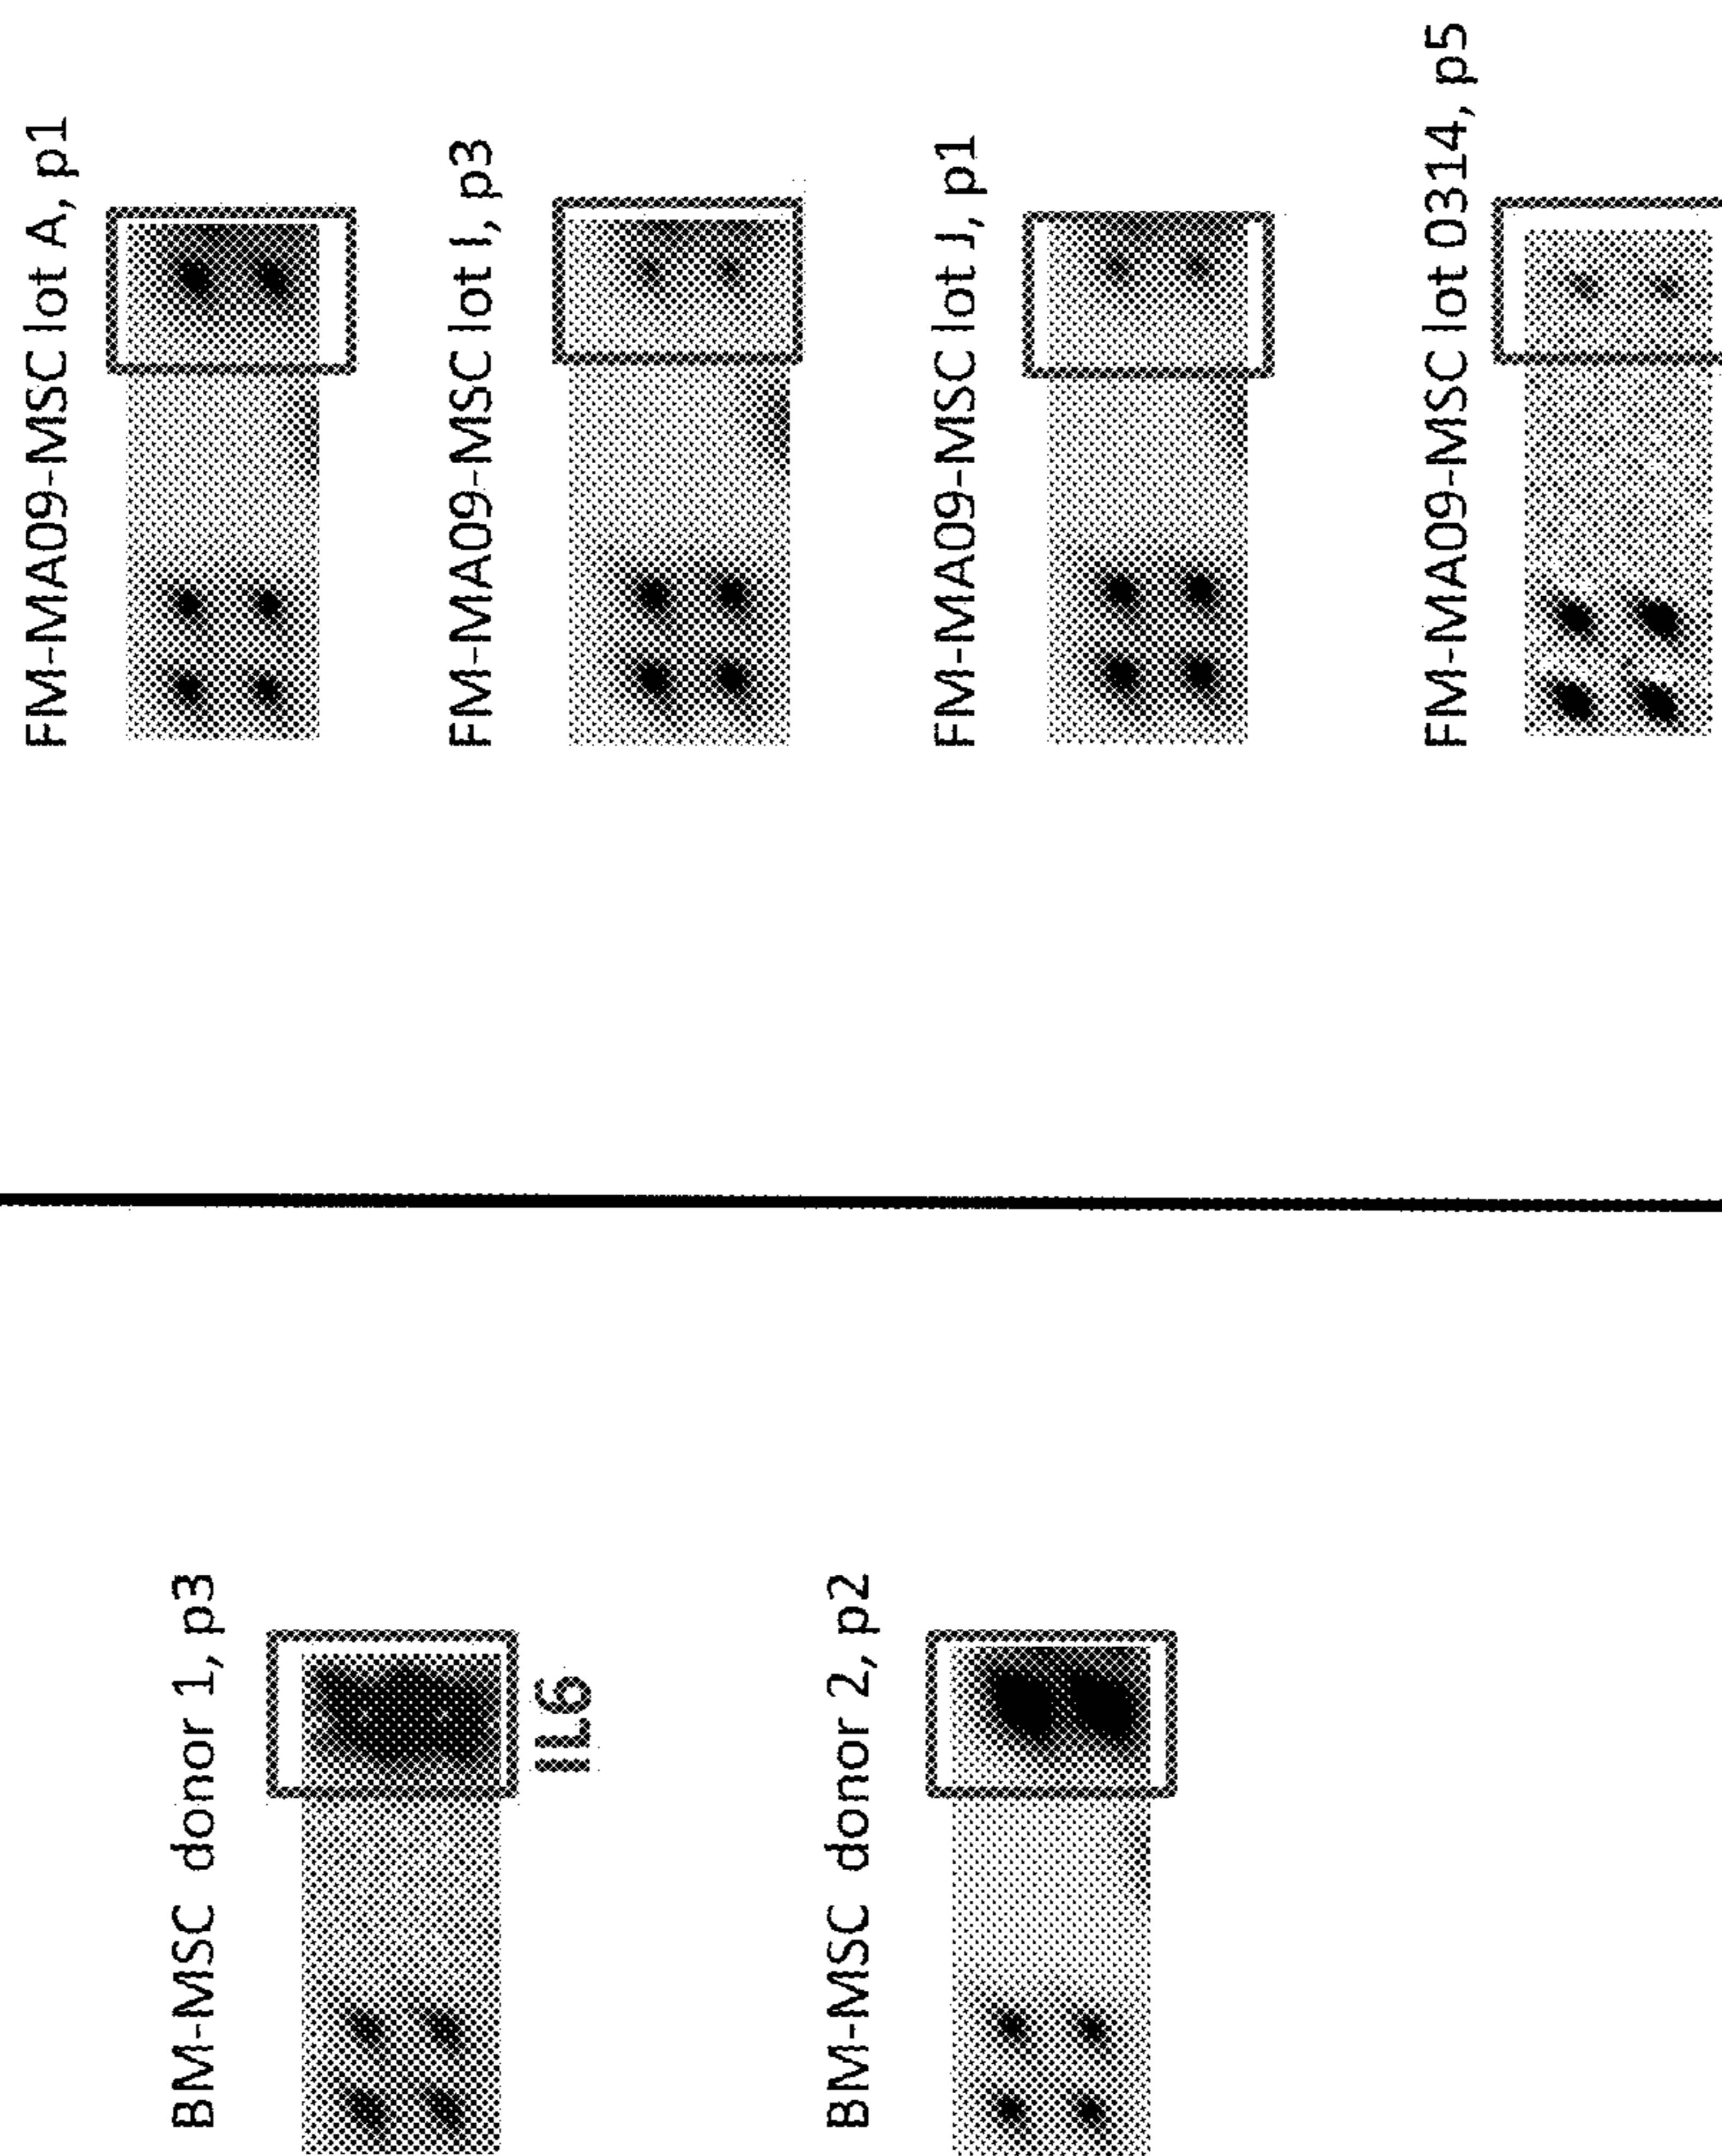 BM-MSC donor 1, p3
IL6
BM-MSC donor 2, p2
FM-MA09-MSC lot A, p1
FM-MA09-MSC lot I, p3
FM-MA09-MSC lot J, p1
FM-MA09-MSC lot 0314, p5